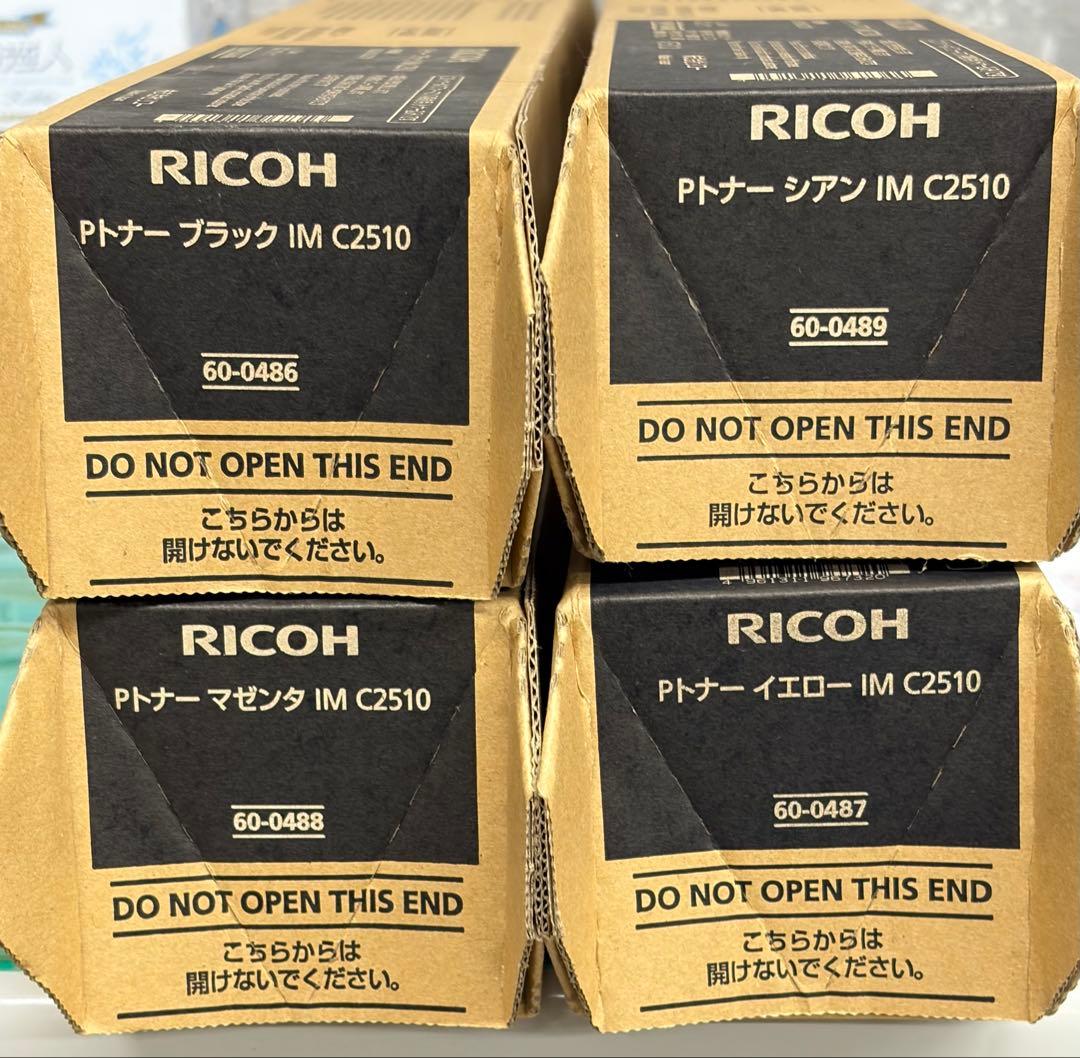 RICOH
Pトナー ブラック IM C2510
60-0486
DO NOT OPEN THIS END
こちらからは
開けないでください。
RICOH
Pトナー シアン IM C2510
60-0489
DO NOT OPEN THIS END
こちらからは
開けないでください。
RICOH
Pトナー マゼンタ IM C2510
60-0488
DO NOT OPEN THIS END
こちらからは
開けないでください。
4 961311 967320
RICOH
Pトナー イエロー IM C2510
60-0487
DO NOT OPEN THIS END
こちらからは
開けないでください。